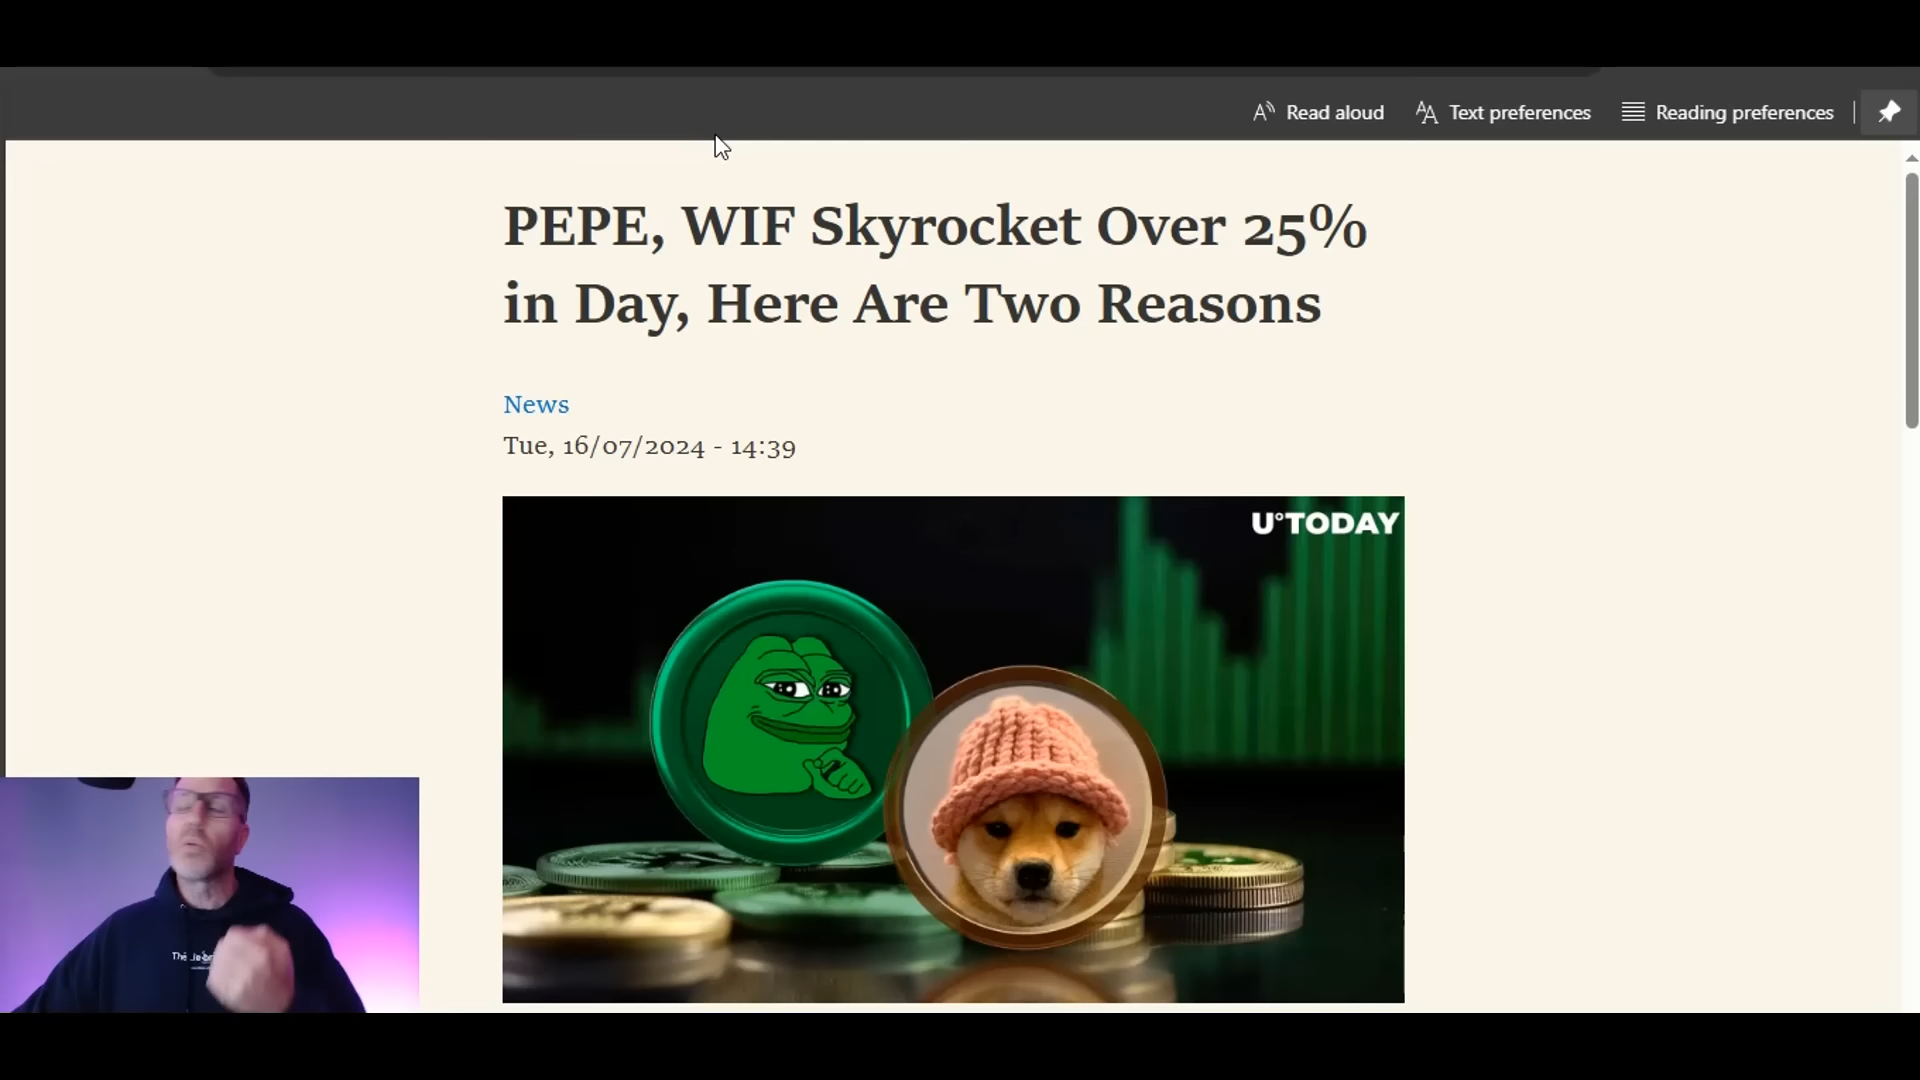 Read aloud
Text preferences
Reading preferences
PEPE, WIF Skyrocket Over 25%
in Day, Here Are Two Reasons
News
Tue, 16/07/2024 - 14:39
U°TODAY